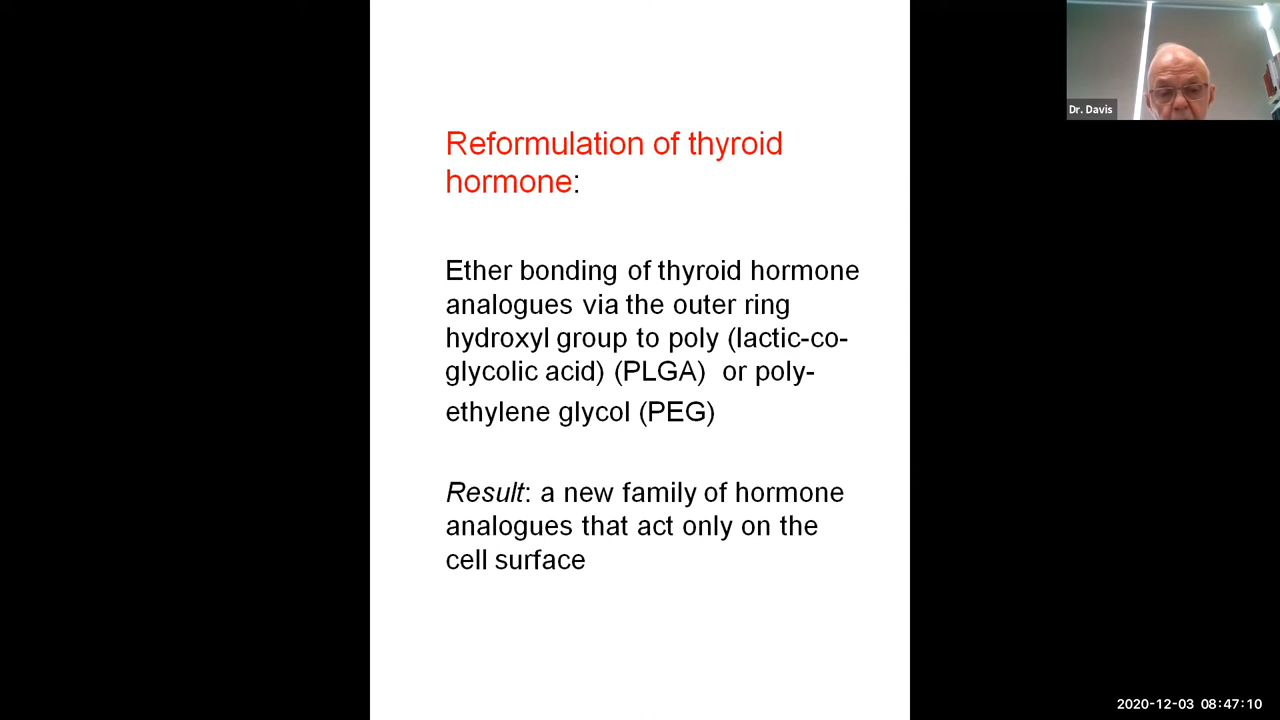 Dr. Davis
Reformulation of thyroid
hormone:
Ether bonding of thyroid hormone
analogues via the outer ring
hydroxyl group to poly (lactic-co-
glycolic acid) (PLGA)  or poly-
ethylene glycol (PEG)
Result: a new family of hormone
analogues that act only on the
cell surface
2020-12-03 08:47:10